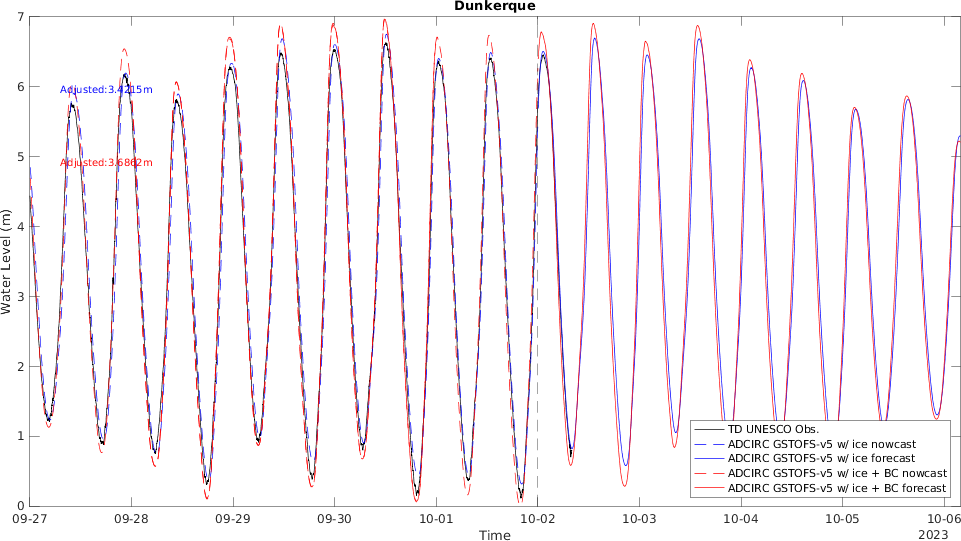 Dunkerque
Water Level (m)
7
6
5
4
3
2
1
0
Adjusted:3.4215m
Adjusted:3.6862m
TD UNESCO Obs.
ADCIRC GSTOFS-v5 w/ ice nowcast
ADCIRC GSTOFS-v5 w/ ice forecast
ADCIRC GSTOFS-v5 w/ ice + BC nowcast
ADCIRC GSTOFS-v5 w/ ice + BC forecast
09-27 09-28 09-29 09-30 10-01 10-02 10-03 10-04 10-05 10-06
Time
2023